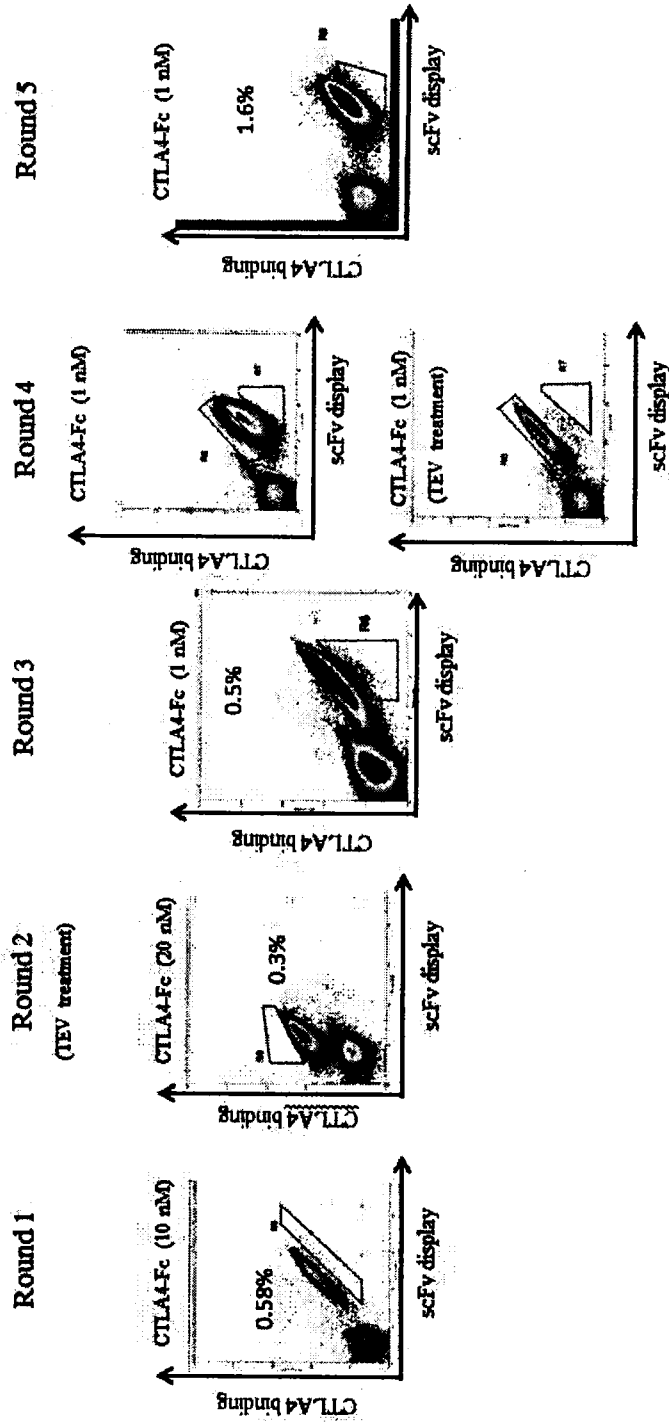 Round 1
CTLA4-Fc (10 nM)
0.58%
CTLA4 binding
scFv display
Round 2
(TEV treatment)
CTLA4-Fc (20 nM)
0.3%
CTLA4 binding
scFv display
Round 3
CTLA4-Fc (1 nM)
0.5%
R6
CTLA4 binding
scFv display
Round 4
CTLA4-Fc (1 nM)
CTLA4 binding
scFv display
CTLA4-Fc (1 nM)
(TEV treatment)
CTLA4 binding
scFv display
Round 5
CTLA4-Fc (1 nM)
1.6%
CTLA4 binding
scFv display